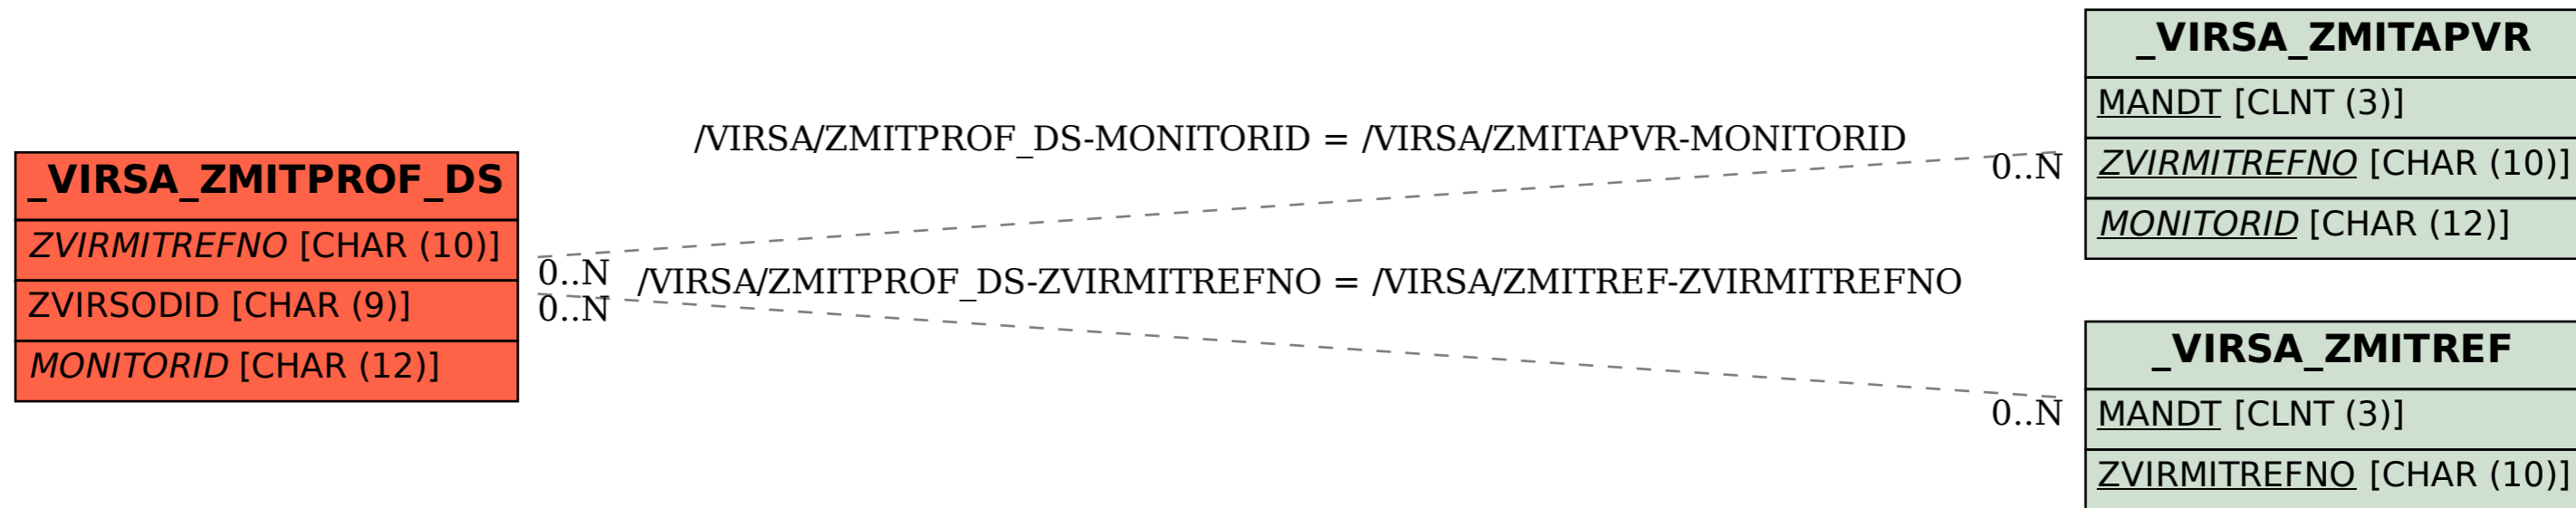 _VIRSA_ZMITPROF_DS
ZVIRMITREFNO [CHAR (10)]
ZVIRSODID [CHAR (9)]
MONITORID [CHAR (12)]
/VIRSA/ZMITPROF_DS-MONITORID = /VIRSA/ZMITAPVR-MONITORID
0..N
0..N
/VIRSA/ZMITPROF_DS-ZVIRMITREFNO = /VIRSA/ZMITREF-ZVIRMITREFNO
0..N
0..N
_VIRSA_ZMITAPVR
MANDT [CLNT (3)]
ZVIRMITREFNO [CHAR (10)]
MONITORID [CHAR (12)]
_VIRSA_ZMITREF
MANDT [CLNT (3)]
ZVIRMITREFNO [CHAR (10)]